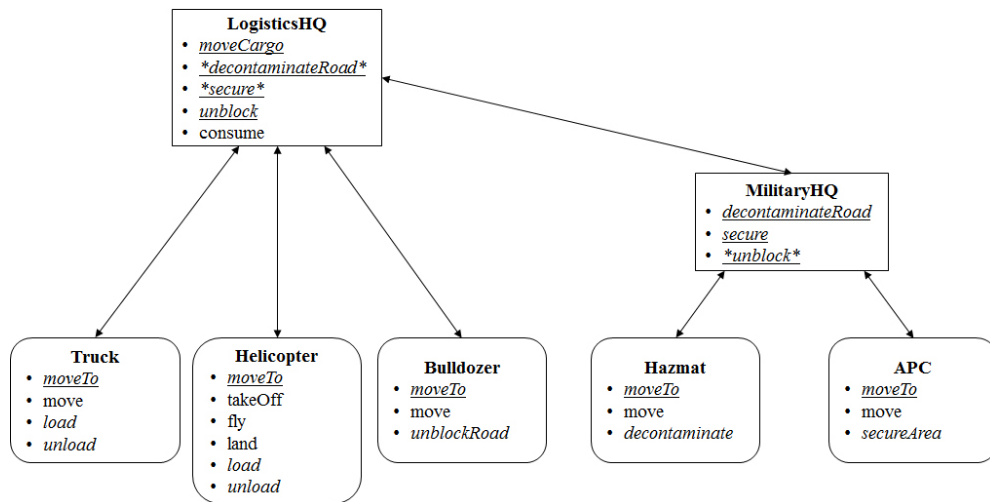 LogisticsHQ
• moveCargo
• *decontaminateRoad*
• *secure*
• unblock
• consume
MilitaryHQ
• decontaminateRoad
• secure
• *unblock*
Truck
• moveTo
• move
• load
• unload
Helicopter
• moveTo
• takeOff
• fly
• land
• load
• unload
Bulldozer
• moveTo
• move
• unblockRoad
Hazmat
• moveTo
• move
• decontaminate
APC
• moveTo
• move
• secureArea